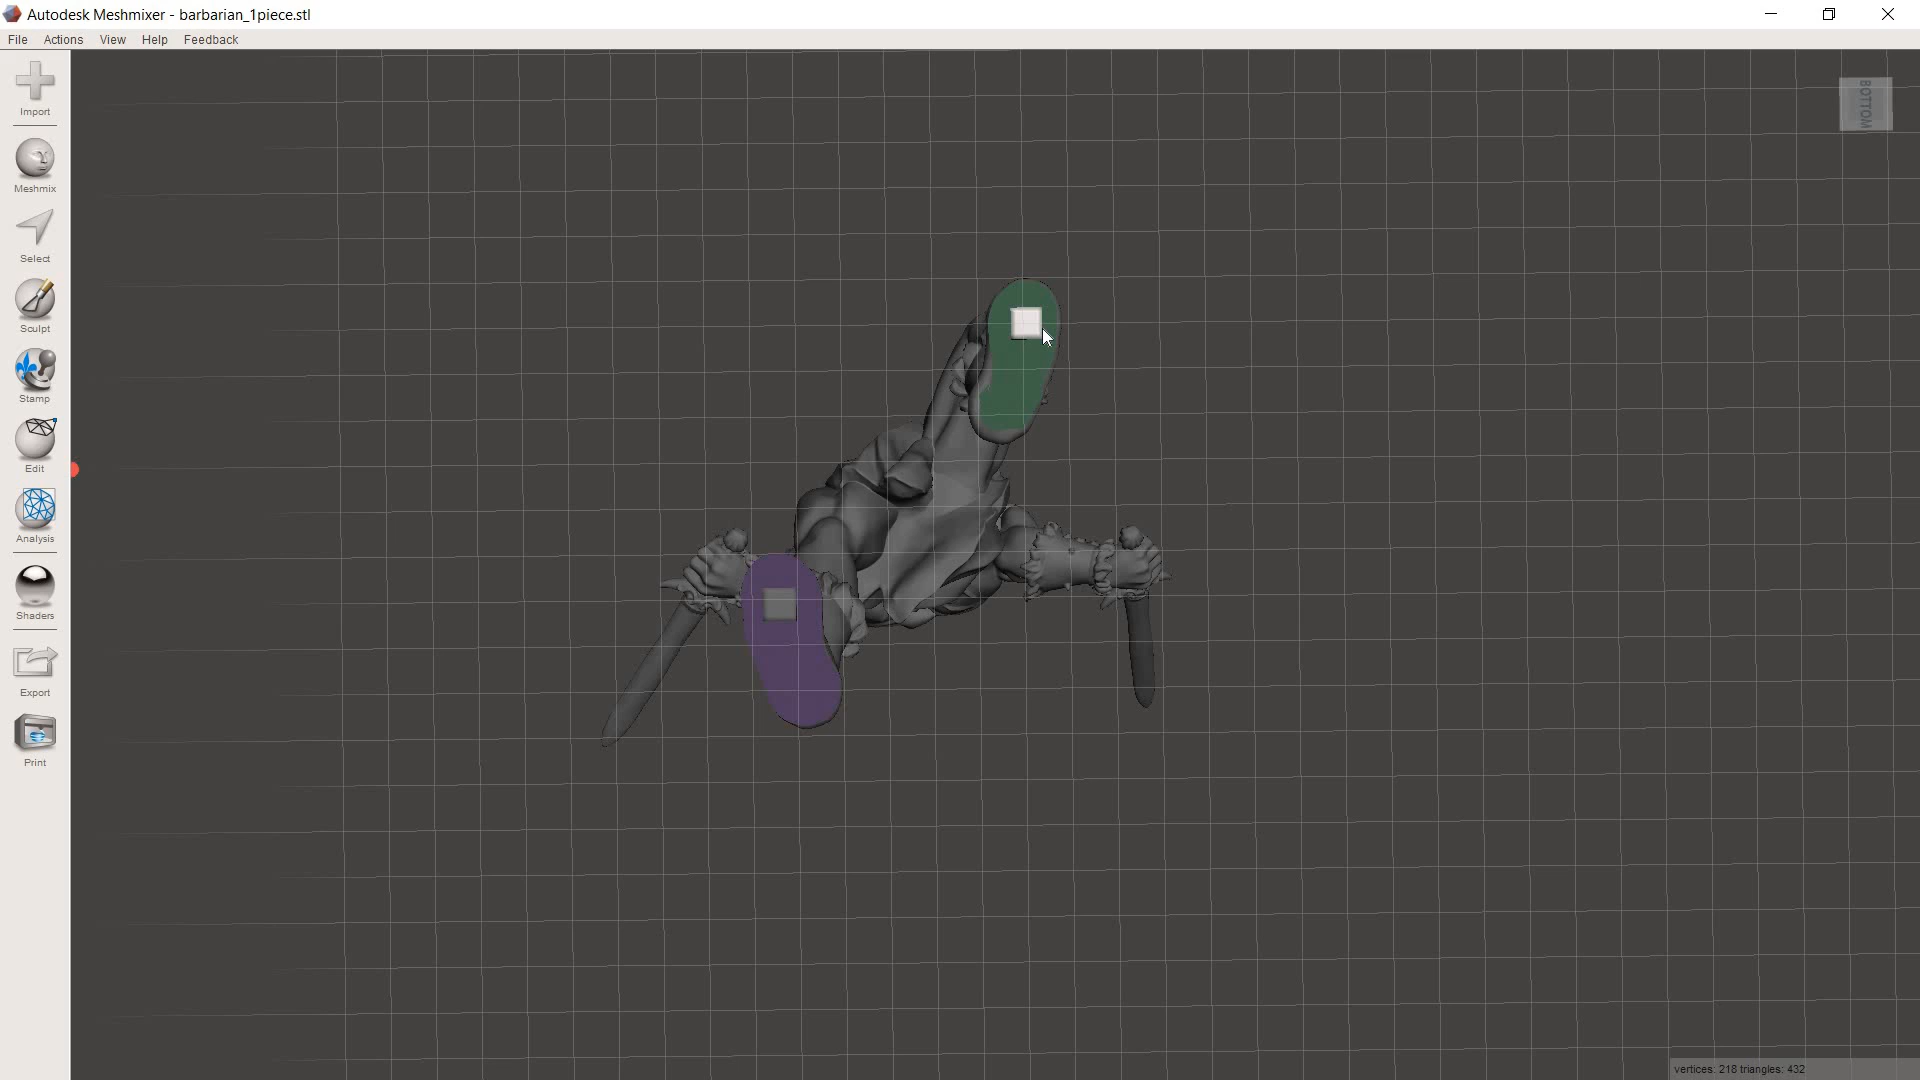 Autodesk Meshmixer - barbarian_1piece.stl
File Actions View Help Feedback
Import
Meshmix
Select
Sculpt
Stamp
Edit
Analysis
Shaders
Export
Print
BOTTOM
vertices: 218 triangles: 432